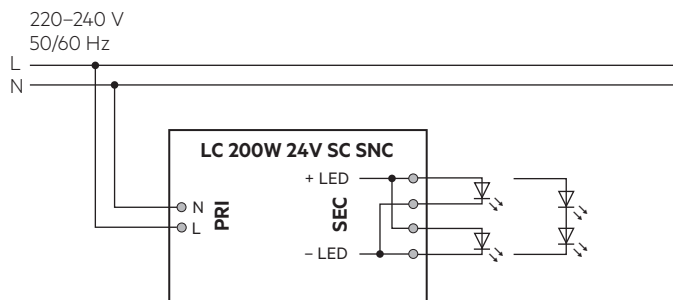 220–240 V
50/60 Hz
L
N
LC 200W 24V SC SNC
+ LED
N
L
PRI
SEC
– LED